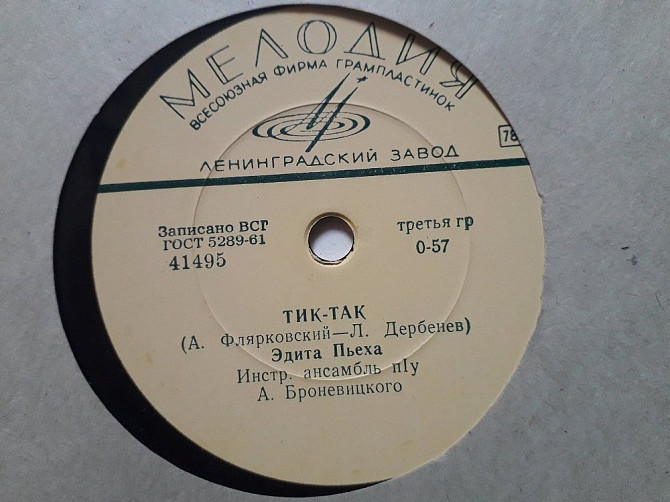 МЕЛОДИЯ
ВСЕСОЮЗНАЯ ФИРМА ГРАМПЛАСТИНОК
ЛЕНИНГРАДСКИЙ ЗАВОД
78
Записано ВСГ
ГОСТ 5289-61
41495
третья гр
0-57
ТИК-ТАК
(А. Флярковский—Л. Дербенев)
Эдита Пьеха
Инстр. ансамбль п/у
А. Броневицкого